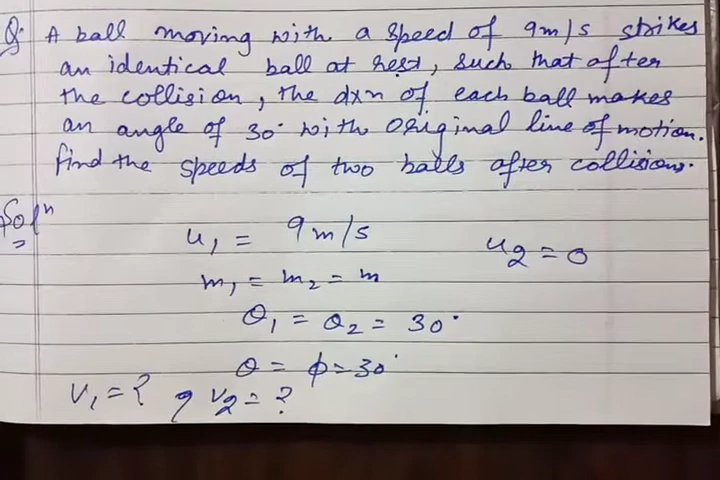 Q. A ball moving with a speed of 9m/s strikes
an identical ball at rest, such that after
the collision, the dxn of each ball makes
an angle of 30° with original line of motion.
find the speeds of two balls after collision.
Solⁿ
u₁ = 9m/s u₂ = 0
m₁ = m₂ = m
θ₁ = θ₂ = 30°
θ = ϕ = 30°
V₁ = ? , V₂ = ?